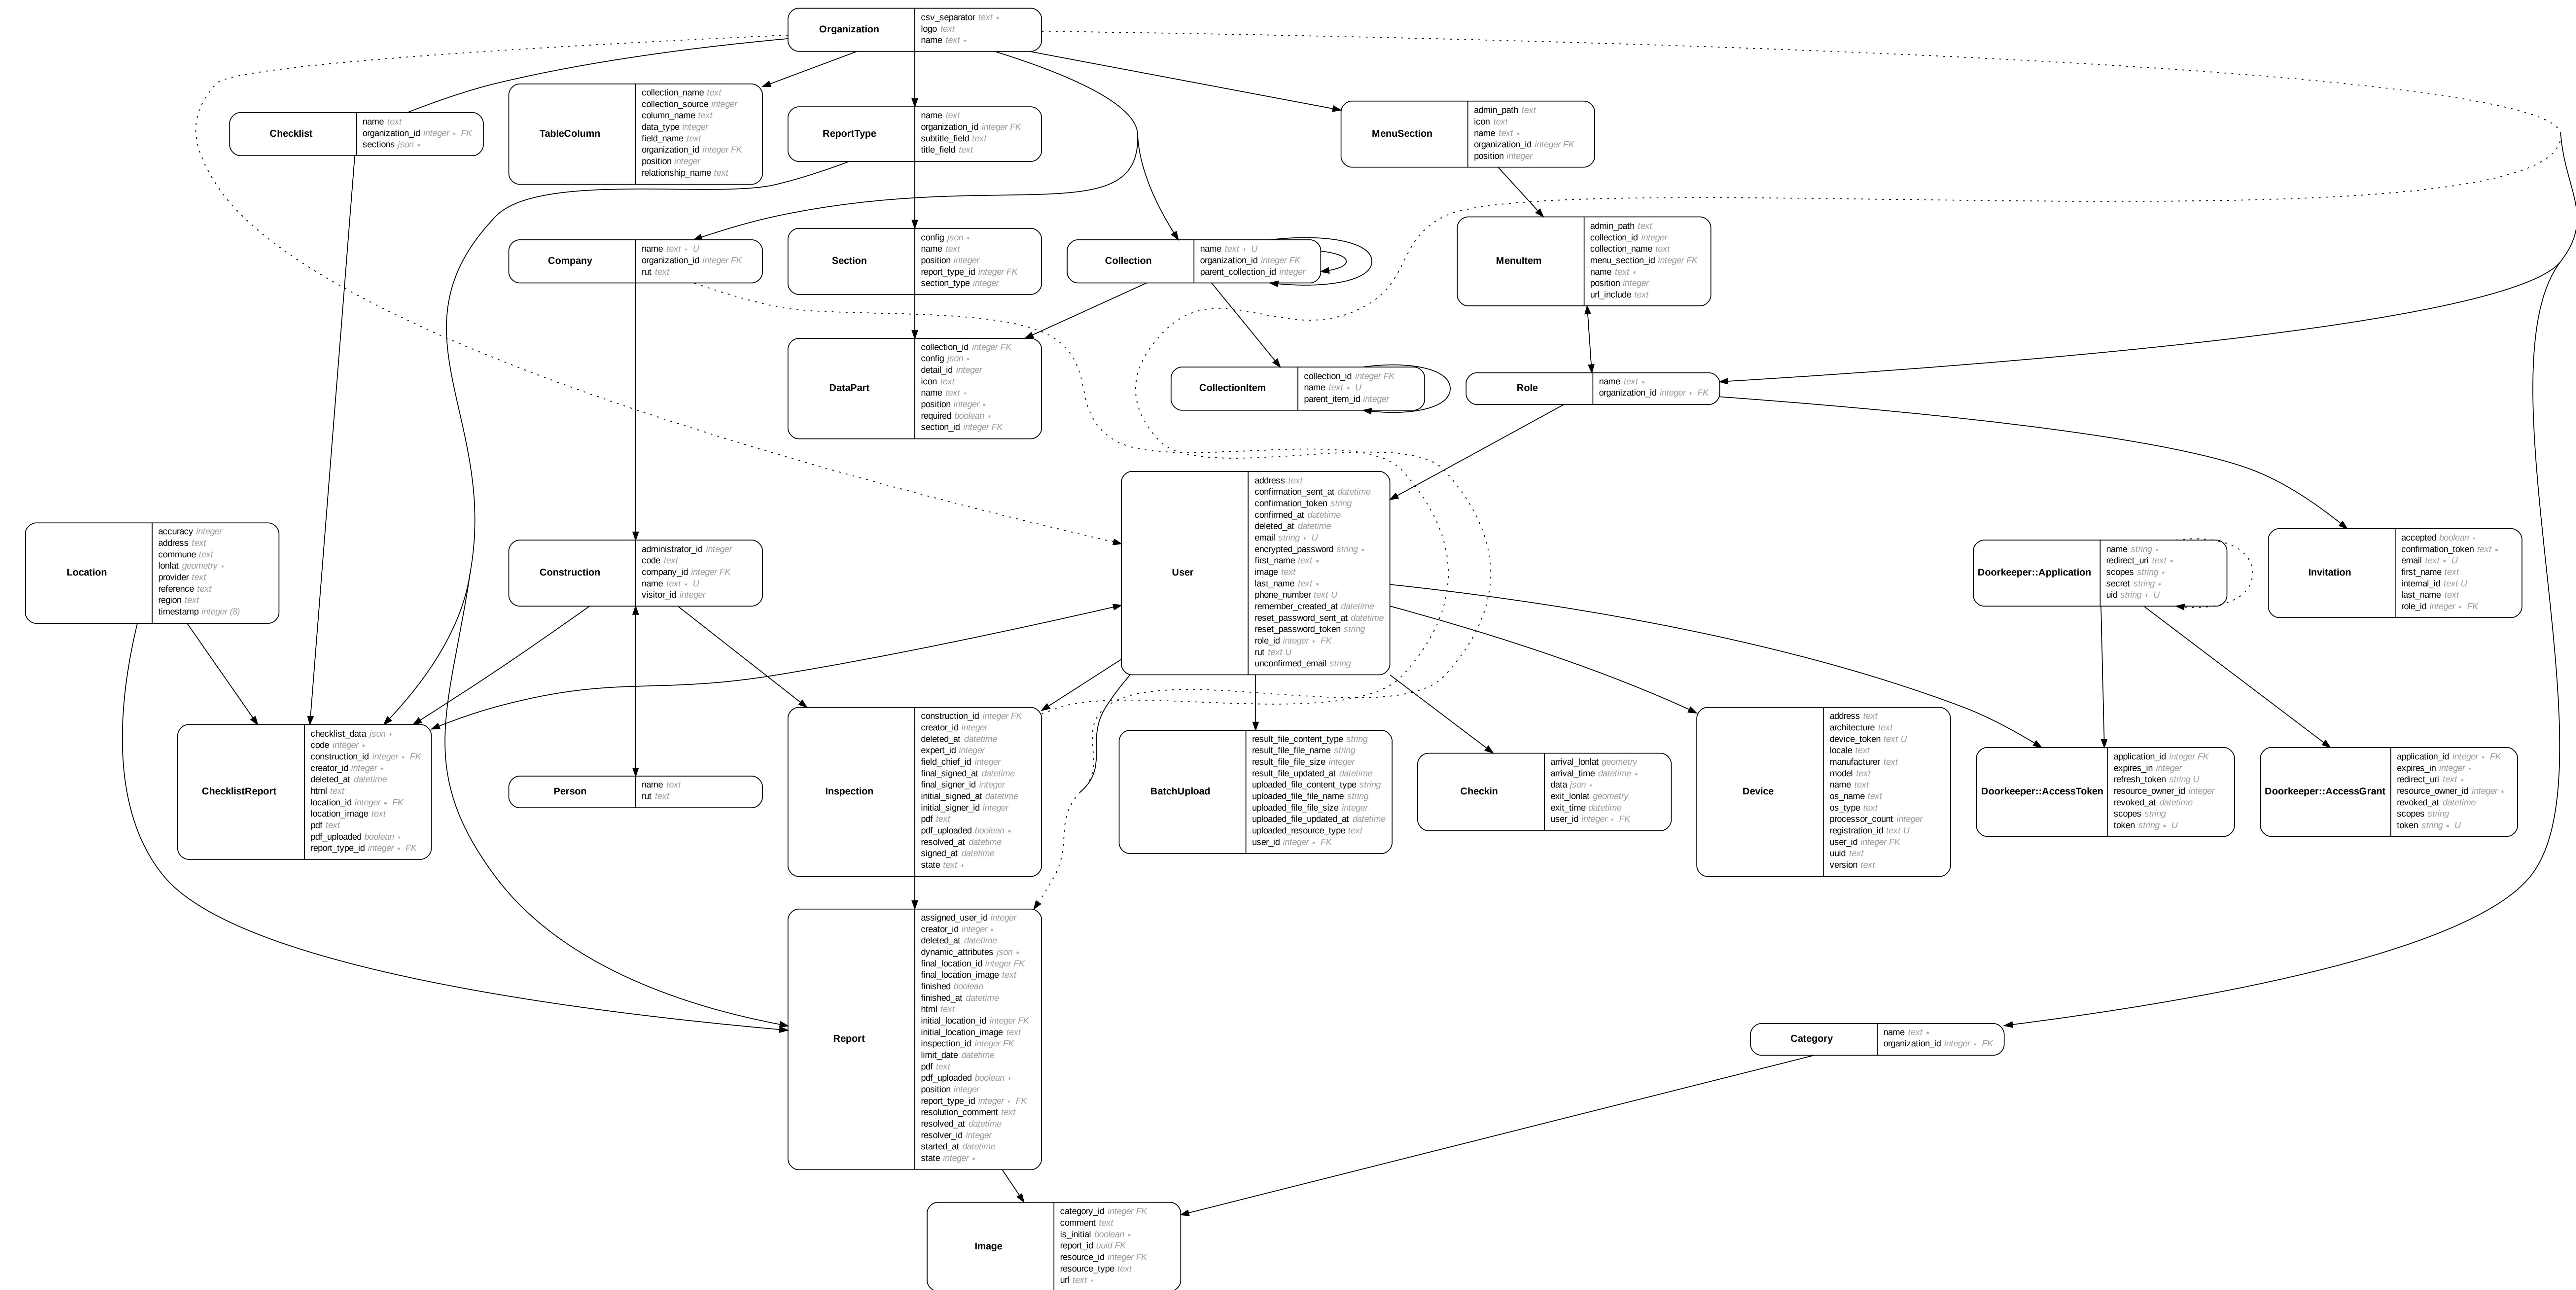 Organization
csv_separator text ∗
logo text
name text ∗
Checklist
name text
organization_id integer ∗ FK
sections json ∗
TableColumn
collection_name text
collection_source integer
column_name text
data_type integer
field_name text
organization_id integer FK
position integer
relationship_name text
ReportType
name text
organization_id integer FK
subtitle_field text
title_field text
MenuSection
admin_path text
icon text
name text ∗
organization_id integer FK
position integer
Company
name text ∗ U
organization_id integer FK
rut text
Section
config json ∗
name text
position integer
report_type_id integer FK
section_type integer
Collection
name text ∗ U
organization_id integer FK
parent_collection_id integer
MenuItem
admin_path text
collection_id integer
collection_name text
menu_section_id integer FK
name text ∗
position integer
url_include text
DataPart
collection_id integer FK
config json ∗
detail_id integer
icon text
name text ∗
position integer ∗
required boolean ∗
section_id integer FK
CollectionItem
collection_id integer FK
name text ∗ U
parent_item_id integer
Role
name text ∗
organization_id integer ∗ FK
Location
accuracy integer
address text
commune text
lonlat geometry ∗
provider text
reference text
region text
timestamp integer (8)
Construction
administrator_id integer
code text
company_id integer FK
name text ∗ U
visitor_id integer
User
address text
confirmation_sent_at datetime
confirmation_token string
confirmed_at datetime
deleted_at datetime
email string ∗ U
encrypted_password string ∗
first_name text ∗
image text
last_name text ∗
phone_number text U
remember_created_at datetime
reset_password_sent_at datetime
reset_password_token string
role_id integer ∗ FK
rut text U
unconfirmed_email string
Doorkeeper::Application
name string ∗
redirect_uri text ∗
scopes string ∗
secret string ∗
uid string ∗ U
Invitation
accepted boolean ∗
confirmation_token text ∗
email text ∗ U
first_name text
internal_id text U
last_name text
role_id integer ∗ FK
ChecklistReport
checklist_data json ∗
code integer ∗
construction_id integer ∗ FK
creator_id integer ∗
deleted_at datetime
html text
location_id integer ∗ FK
location_image text
pdf text
pdf_uploaded boolean ∗
report_type_id integer ∗ FK
Person
name text
rut text
Inspection
construction_id integer FK
creator_id integer
deleted_at datetime
expert_id integer
field_chief_id integer
final_signed_at datetime
final_signer_id integer
initial_signed_at datetime
initial_signer_id integer
pdf text
pdf_uploaded boolean ∗
resolved_at datetime
signed_at datetime
state text ∗
BatchUpload
result_file_content_type string
result_file_file_name string
result_file_file_size integer
result_file_updated_at datetime
uploaded_file_content_type string
uploaded_file_file_name string
uploaded_file_file_size integer
uploaded_file_updated_at datetime
uploaded_resource_type text
user_id integer ∗ FK
Checkin
arrival_lonlat geometry
arrival_time datetime ∗
data json ∗
exit_lonlat geometry
exit_time datetime
user_id integer ∗ FK
Device
address text
architecture text
device_token text U
locale text
manufacturer text
model text
name text
os_name text
os_type text
processor_count integer
registration_id text U
user_id integer FK
uuid text
version text
Doorkeeper::AccessToken
application_id integer FK
expires_in integer
refresh_token string U
resource_owner_id integer
revoked_at datetime
scopes string
token string ∗ U
Doorkeeper::AccessGrant
application_id integer ∗ FK
expires_in integer ∗
redirect_uri text ∗
resource_owner_id integer ∗
revoked_at datetime
scopes string
token string ∗ U
Report
assigned_user_id integer
creator_id integer ∗
deleted_at datetime
dynamic_attributes json ∗
final_location_id integer FK
final_location_image text
finished boolean
finished_at datetime
html text
initial_location_id integer FK
initial_location_image text
inspection_id integer FK
limit_date datetime
pdf text
pdf_uploaded boolean ∗
position integer
report_type_id integer ∗ FK
resolution_comment text
resolved_at datetime
resolver_id integer
started_at datetime
state integer ∗
Category
name text ∗
organization_id integer ∗ FK
Image
category_id integer FK
comment text
is_initial boolean ∗
report_id uuid FK
resource_id integer FK
resource_type text
url text ∗